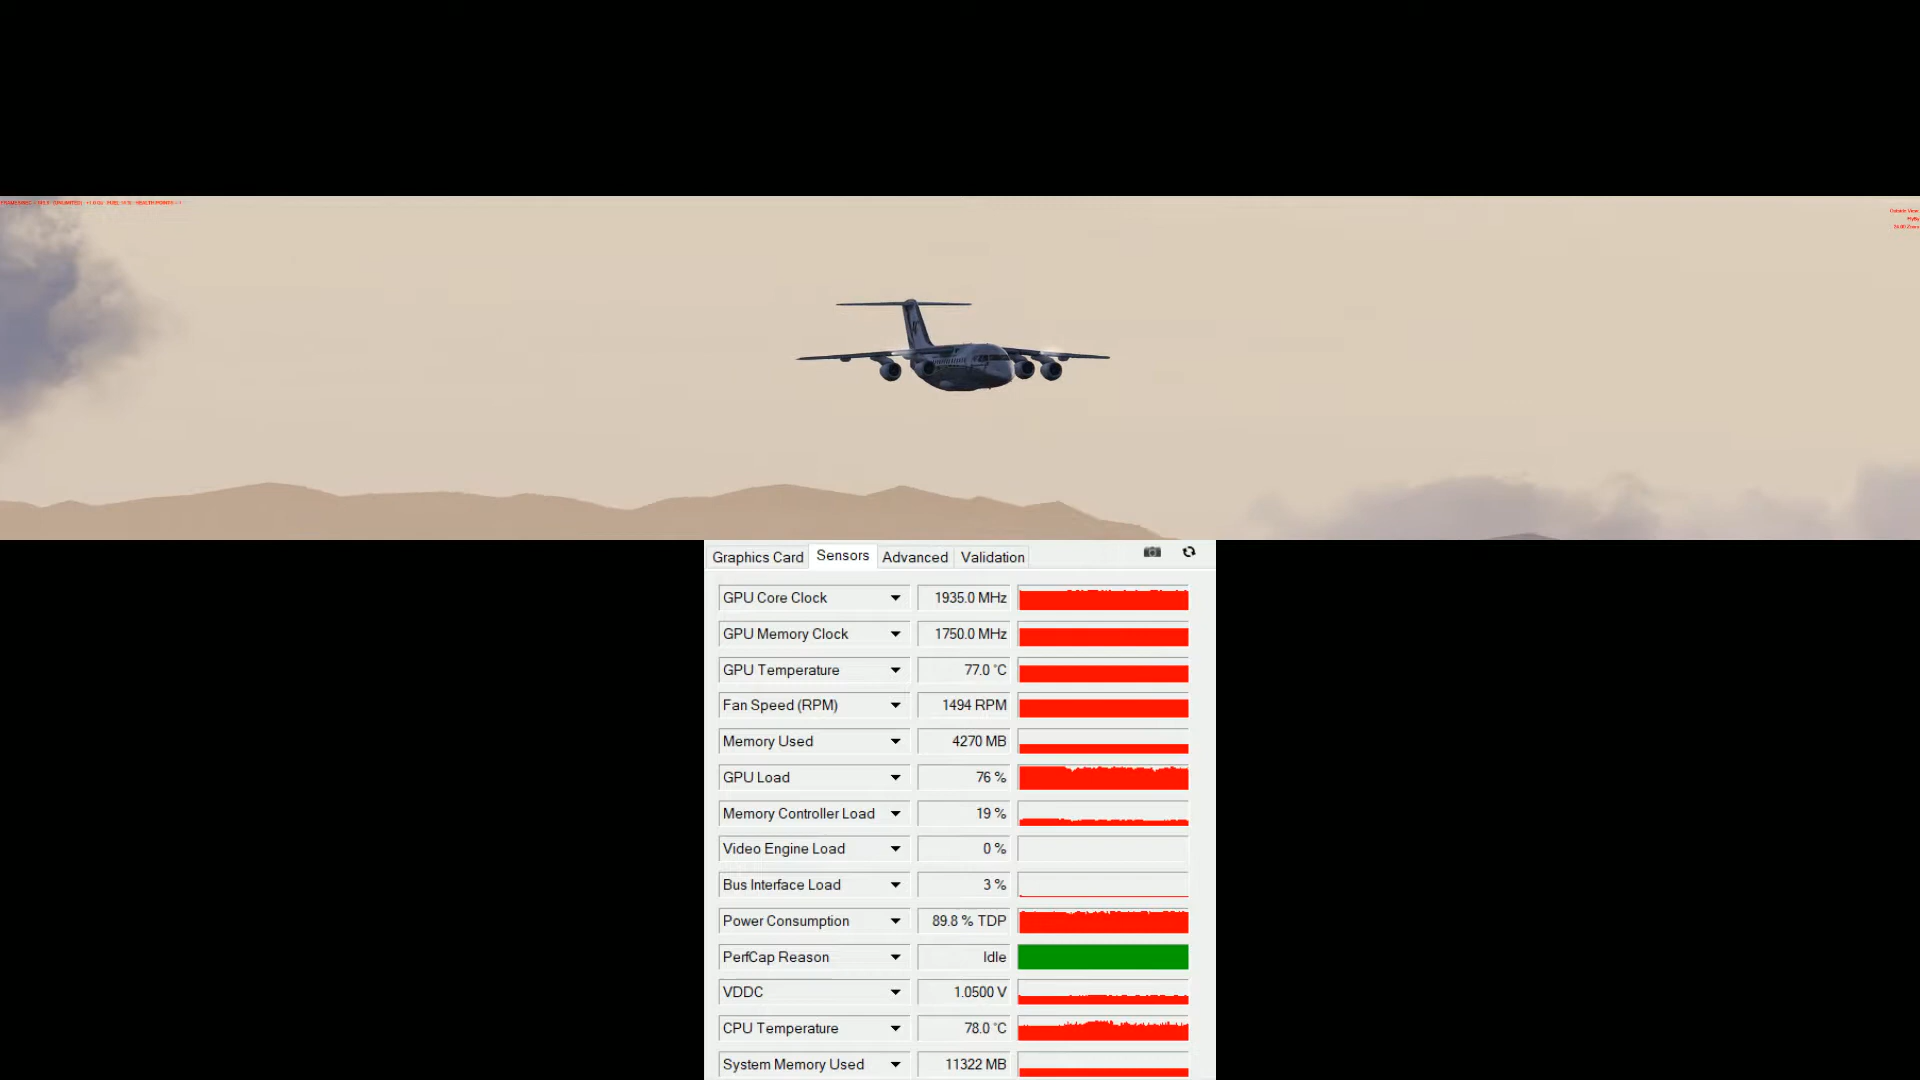 Outside View
Graphics Card Sensors Advanced Validation
GPU Core Clock 1935.0 MHz
GPU Memory Clock 1750.0 MHz
GPU Temperature 77.0 °C
Fan Speed (RPM) 1494 RPM
Memory Used 4270 MB
GPU Load 76 %
Memory Controller Load 19 %
Video Engine Load 0 %
Bus Interface Load 3 %
Power Consumption 89.8 % TDP
PerfCap Reason Idle
VDDC 1.0500 V
CPU Temperature 78.0 °C
System Memory Used 11322 MB